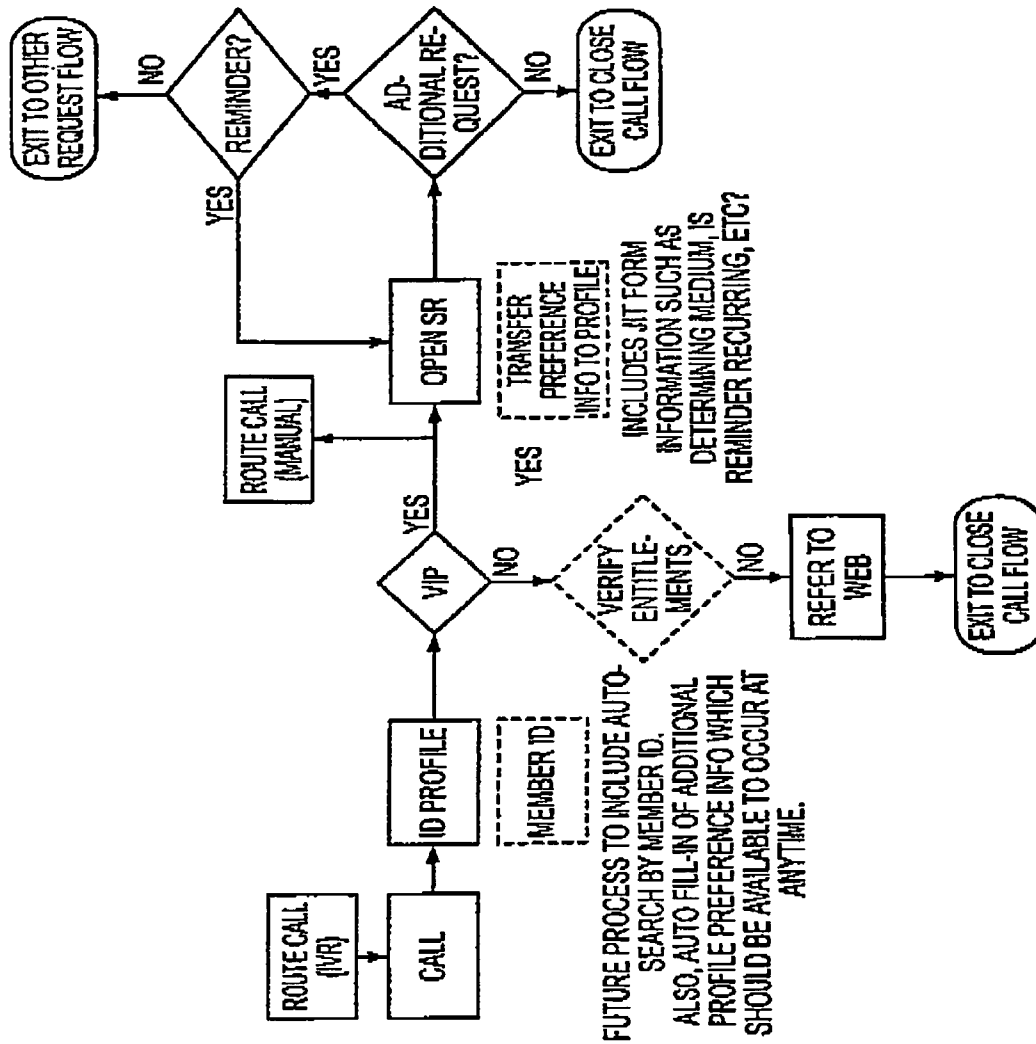 ROUTE CALL
(IVR)
CALL
ID PROFILE
MEMBER ID
FUTURE PROCESS TO INCLUDE AUTO-
SEARCH BY MEMBER ID.
ALSO, AUTO FILL-IN OF ADDITIONAL
PROFILE PREFERENCE INFO WHICH
SHOULD BE AVAILABLE TO OCCUR AT
ANYTIME.
VIP
YES
NO
VERIFY
ENTITLE-
MENTS
YES
NO
REFER TO
WEB
EXIT TO CLOSE
CALL FLOW
ROUTE CALL
(MANUAL)
OPEN SR
TRANSFER
PREFERENCE
INFO TO PROFILE
INCLUDES JIT FORM
INFORMATION SUCH AS
DETERMINING MEDIUM, IS
REMINDER RECURRING, ETC?
AD-
DITIONAL RE-
QUEST?
YES
NO
EXIT TO CLOSE
CALL FLOW
REMINDER?
YES
NO
EXIT TO OTHER
REQUEST FLOW